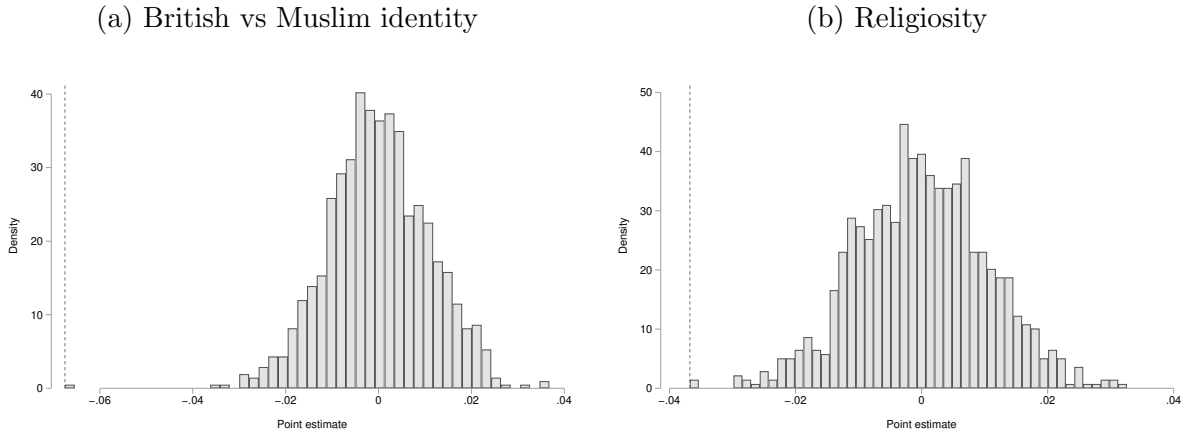 (a) British vs Muslim identity
(b) Religiosity
40
30
20
10
0
Density
−.06 −.04 −.02 0 .02 .04
Point estimate
50
40
30
20
10
0
Density
−.04 −.02 0 .02 .04
Point estimate